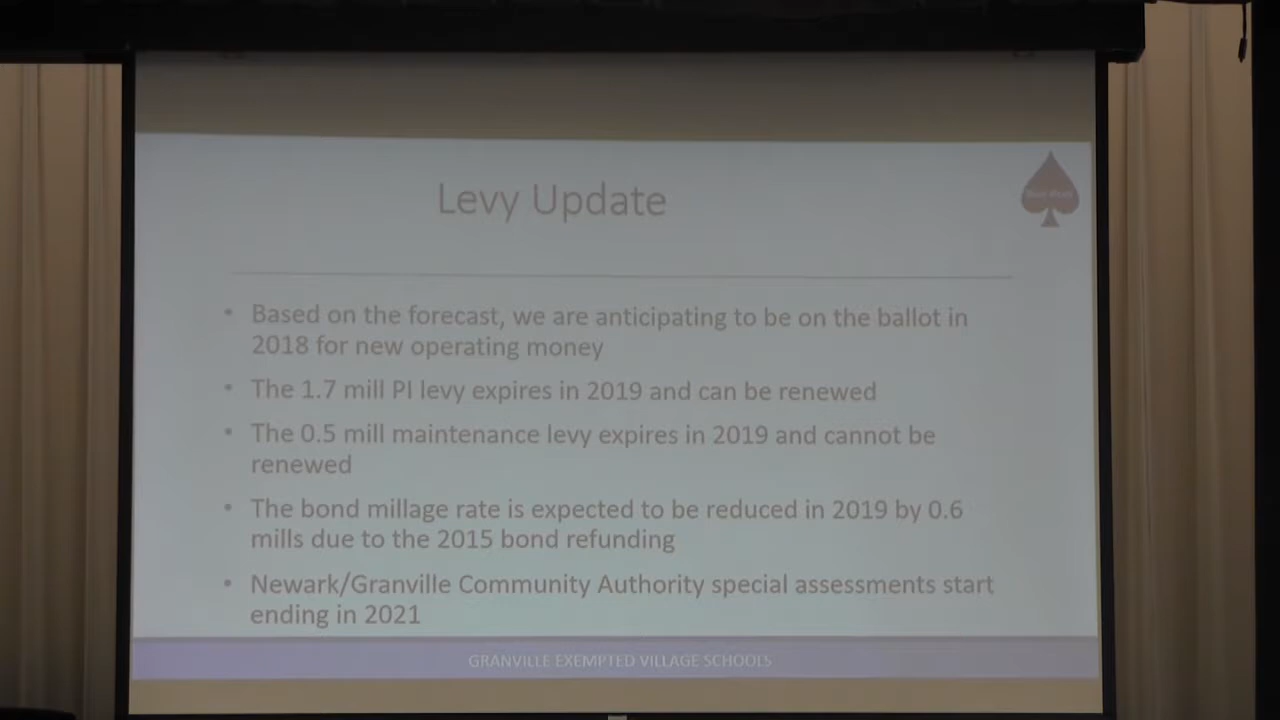 Levy Update
• Based on the forecast, we are anticipating to be on the ballot in
2018 for new operating money
• The 1.7 mill PI levy expires in 2019 and can be renewed
• The 0.5 mill maintenance levy expires in 2019 and cannot be
renewed
• The bond millage rate is expected to be reduced in 2019 by 0.6
mills due to the 2015 bond refunding
• Newark/Granville Community Authority special assessments start
ending in 2021
GRANVILLE EXEMPTED VILLAGE SCHOOLS